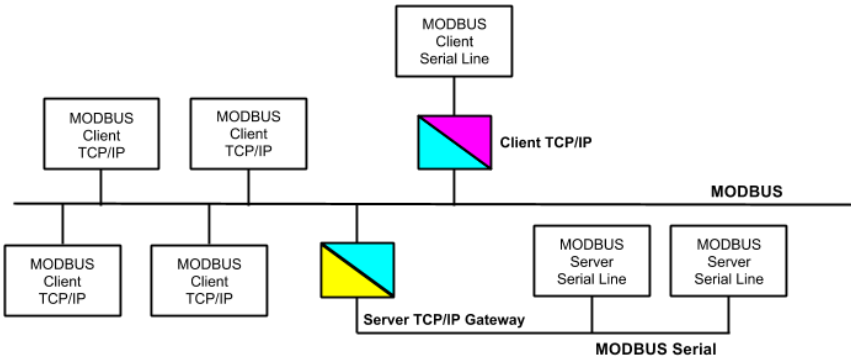 MODBUS
Client
Serial Line
MODBUS
Client
TCP/IP
MODBUS
Client
TCP/IP
Client TCP/IP
MODBUS
MODBUS
Client
TCP/IP
MODBUS
Client
TCP/IP
MODBUS
Server
Serial Line
MODBUS
Server
Serial Line
Server TCP/IP Gateway
MODBUS Serial